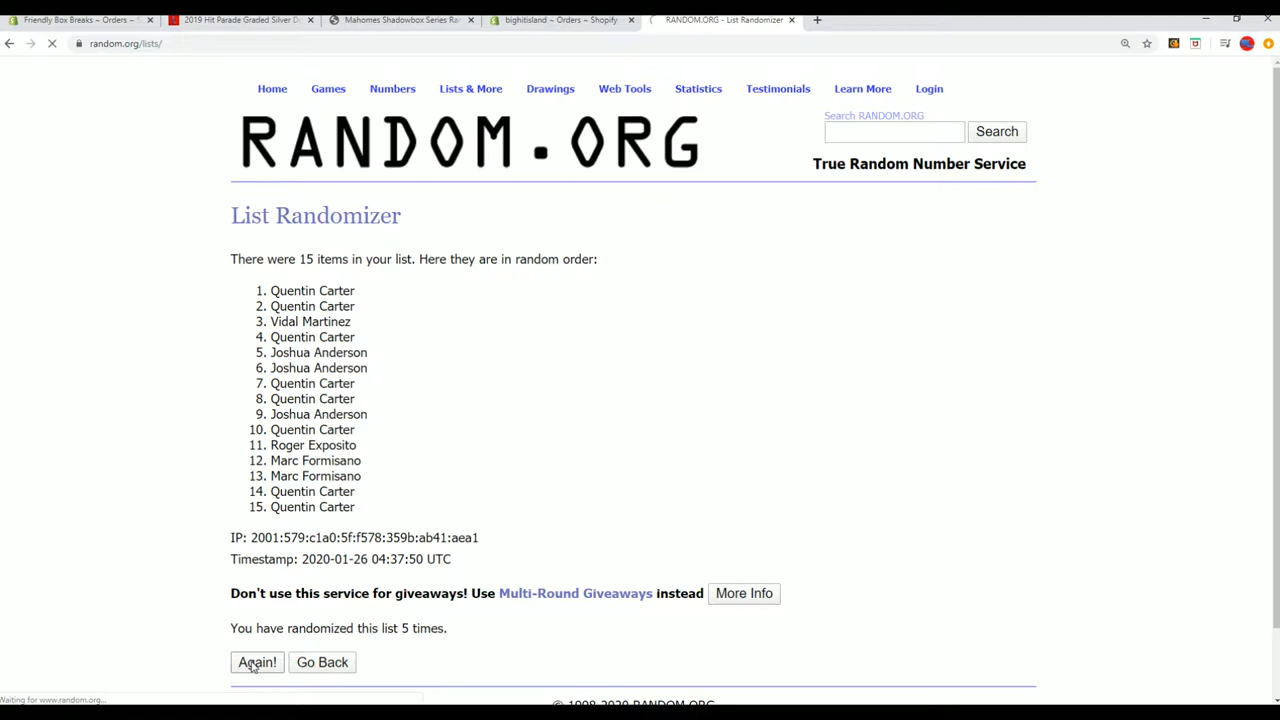 Friendly Box Breaks ~ Orders ~ S
2019 Hit Parade Graded Silver D
Mahomes Shadowbox Series Ra
bighitisland ~ Orders ~ Shopify
RANDOM.ORG - List Randomizer
random.org/lists/
Home Games Numbers Lists & More Drawings Web Tools Statistics Testimonials Learn More Login
RANDOM.ORG
Search RANDOM.ORG
Search
True Random Number Service
List Randomizer
There were 15 items in your list. Here they are in random order:
1. Quentin Carter
2. Quentin Carter
3. Vidal Martinez
4. Quentin Carter
5. Joshua Anderson
6. Joshua Anderson
7. Quentin Carter
8. Quentin Carter
9. Joshua Anderson
10. Quentin Carter
11. Roger Exposito
12. Marc Formisano
13. Marc Formisano
14. Quentin Carter
15. Quentin Carter
IP: 2001:579:c1a0:5f:f578:359b:ab41:aea1
Timestamp: 2020-01-26 04:37:50 UTC
Don't use this service for giveaways! Use Multi-Round Giveaways instead More Info
You have randomized this list 5 times.
Again! Go Back
Waiting for www.random.org...
© 1998-2020 RANDOM.ORG